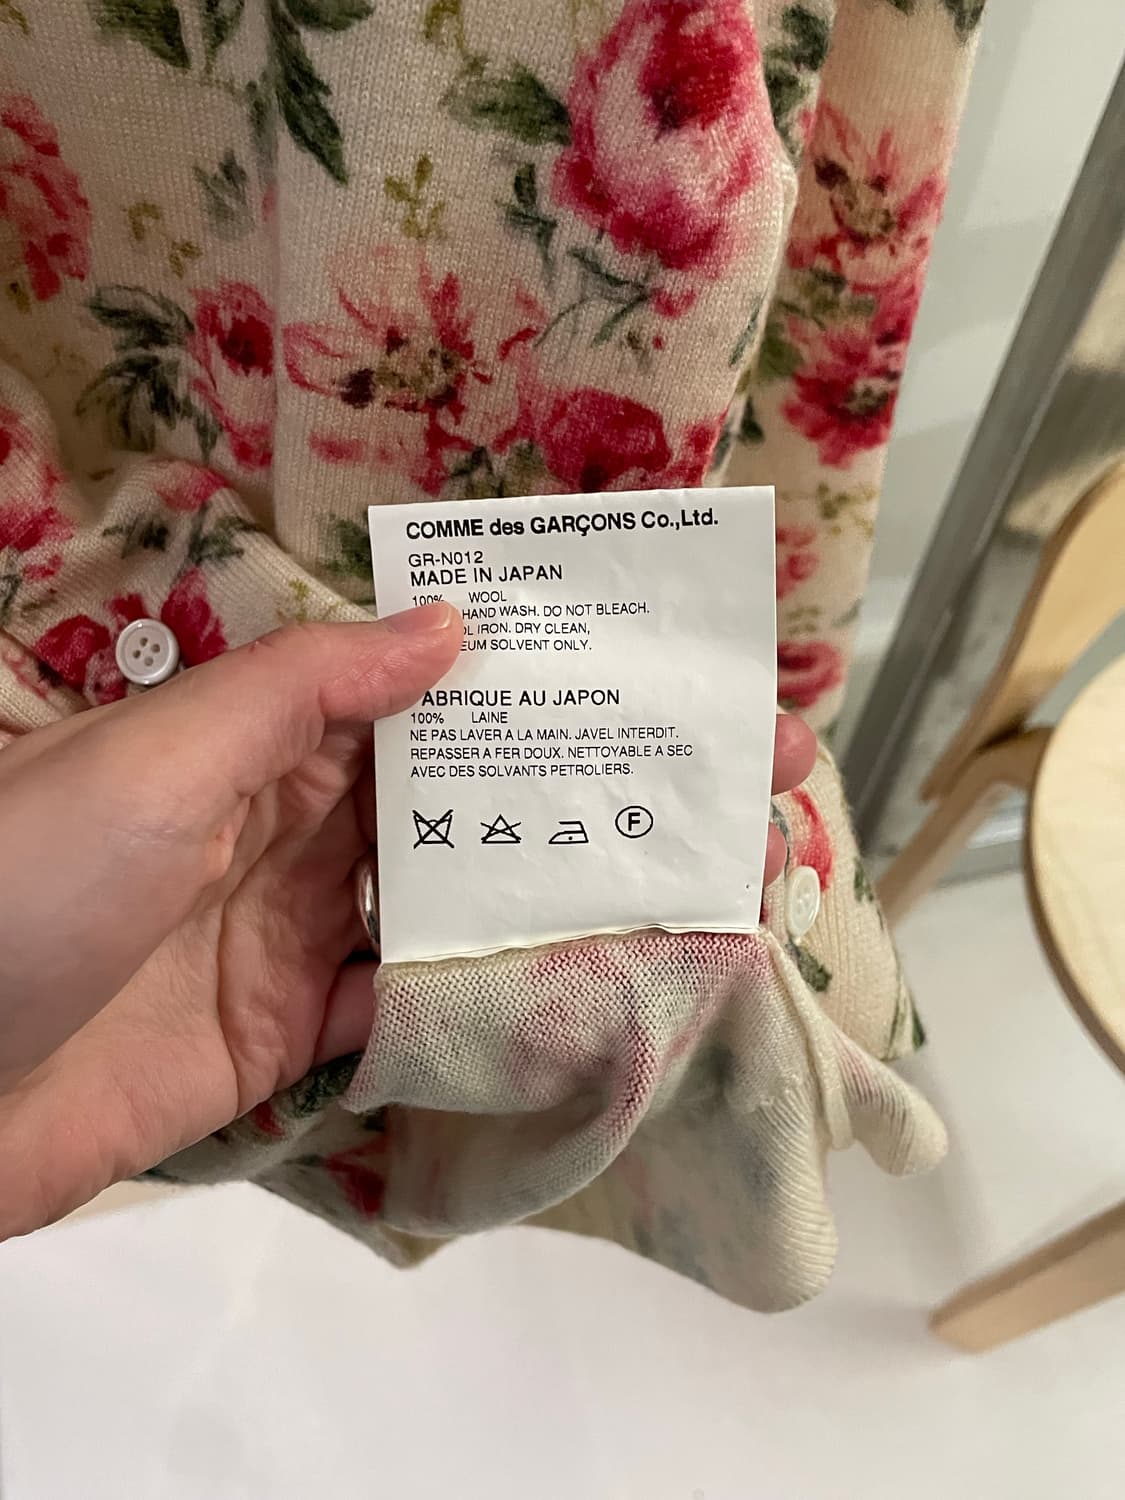 COMME des GARÇONS Co.,Ltd.
GR-N012
MADE IN JAPAN
100% WOOL
HAND WASH. DO NOT BLEACH.
IRON. DRY CLEAN,
SOLVENT ONLY.
ABRIQUE AU JAPON
100% LAINE
NE PAS LAVER A LA MAIN. JAVEL INTERDIT.
REPASSER A FER DOUX. NETTOYABLE A SEC
AVEC DES SOLVANTS PETROLIERS.
F